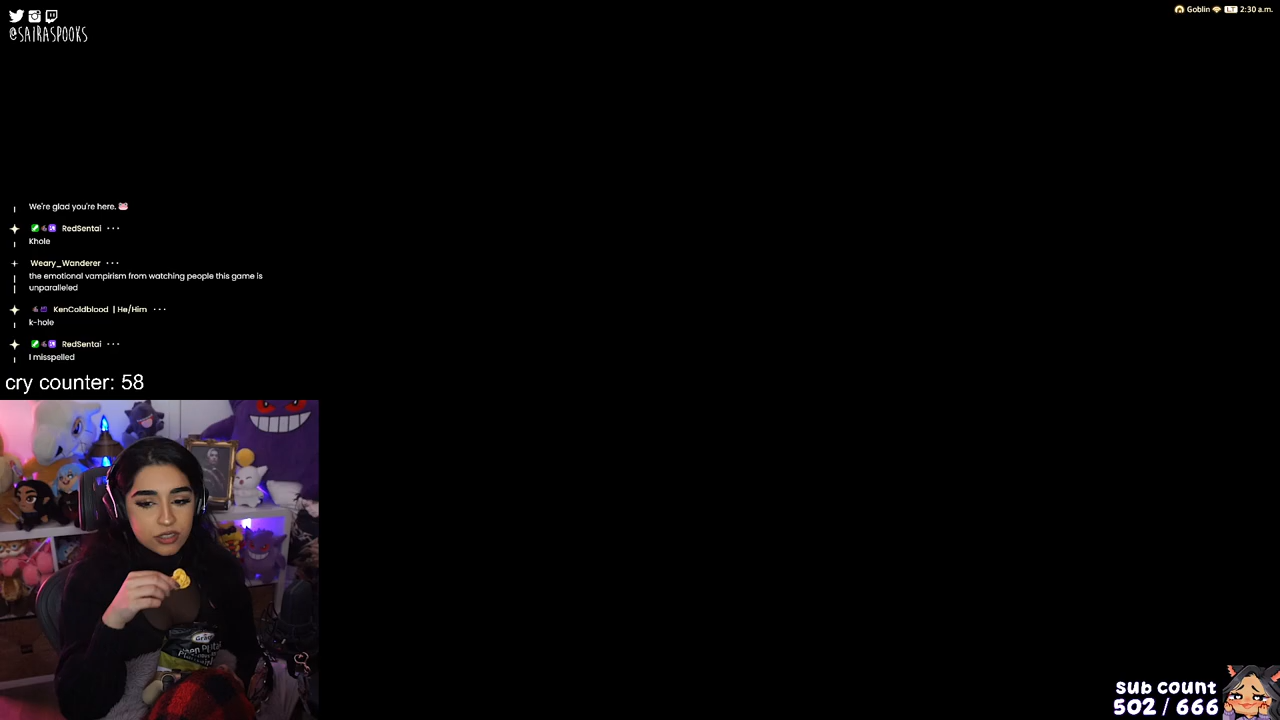 @SAIRASPOOKS
Goblin LT 2:30 a.m.
We're glad you're here.
RedSentai
Khole
Weary_Wanderer
the emotional vampirism from watching people this game is
unparalleled
KenColdblood | He/Him
k-hole
RedSentai
I misspelled
cry counter: 58
sub count
502 / 666